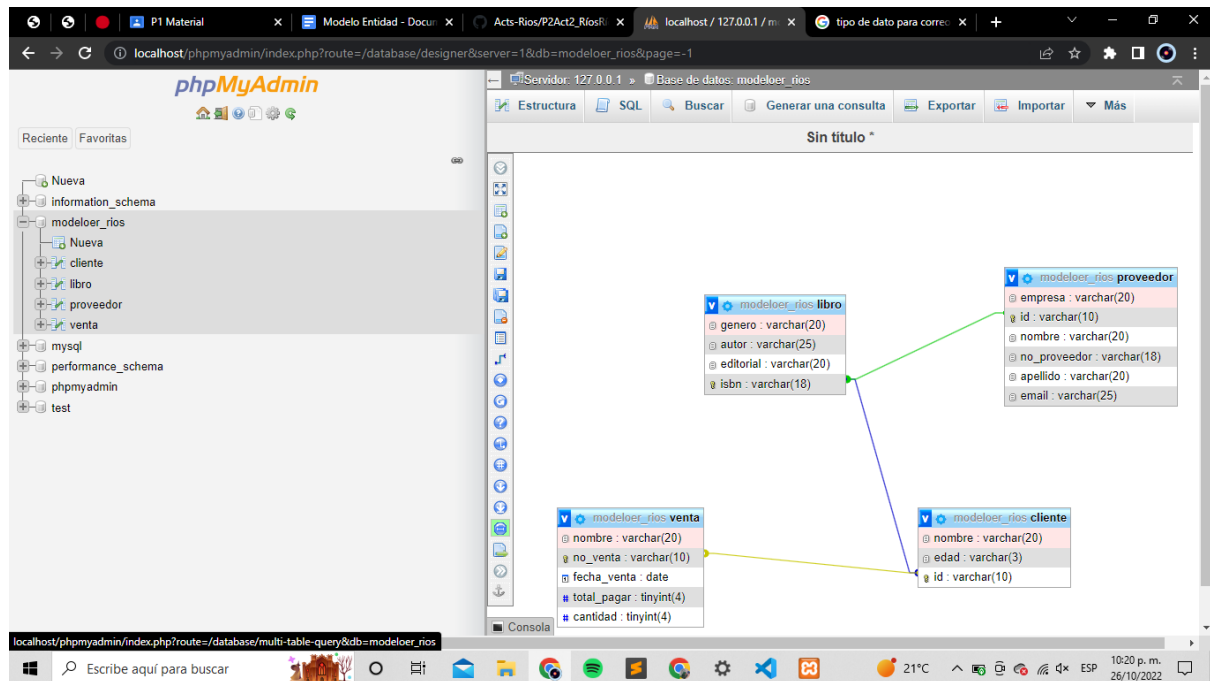 P1 Material
Modelo Entidad - Docun
Acts-Rios/P2Act2_RíosRi
localhost / 127.0.0.1 / m
tipo de dato para correo
localhost/phpmyadmin/index.php?route=/database/designer&server=1&db=modeloer_rios&page=-1
phpMyAdmin
Reciente
Favoritas
Nueva
information_schema
modeloer_rios
Nueva
cliente
libro
proveedor
venta
mysql
performance_schema
phpmyadmin
test
Servidor: 127.0.0.1 » Base de datos: modeloer_rios
Estructura
SQL
Buscar
Generar una consulta
Exportar
Importar
Más
Sin titulo *
modeloer_rios proveedor
empresa : varchar(20)
id : varchar(10)
nombre : varchar(20)
no_proveedor : varchar(18)
apellido : varchar(20)
email : varchar(25)
modeloer_rios libro
genero : varchar(20)
autor : varchar(25)
editorial : varchar(20)
isbn : varchar(18)
modeloer_rios venta
nombre : varchar(20)
no_venta : varchar(10)
fecha_venta : date
# total_pagar : tinyint(4)
# cantidad : tinyint(4)
modeloer_rios cliente
nombre : varchar(20)
edad : varchar(3)
id : varchar(10)
Consola
localhost/phpmyadmin/index.php?route=/database/multi-table-query&db=modeloer_rios
Escribe aquí para buscar
21°C
ESP
10:20 p. m.
26/10/2022